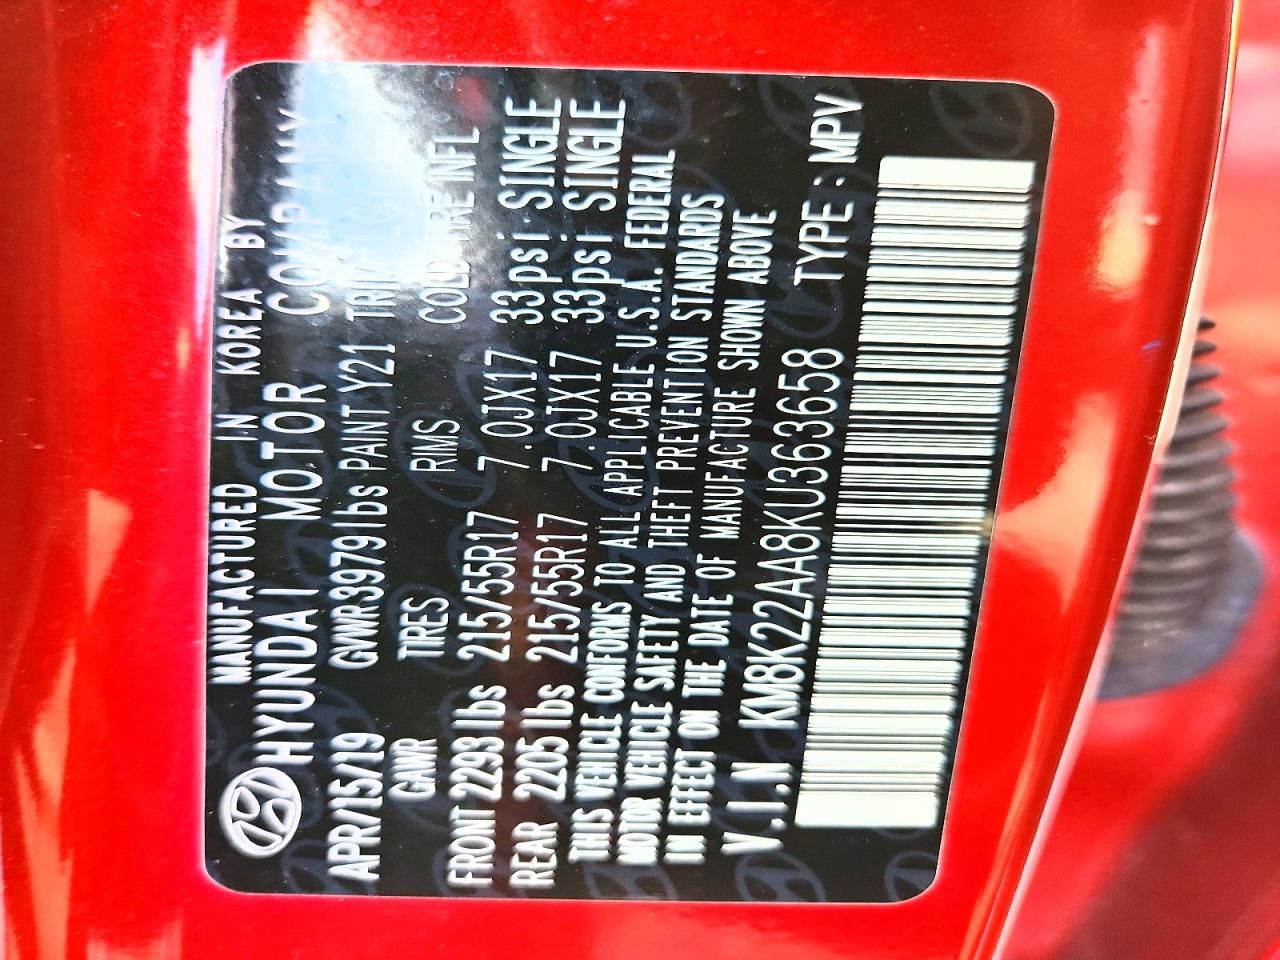 MANUFACTURED IN KOREA BY
HYUNDAI MOTOR COMPANY
APR/15/19 GVWR3979lbs PAINT Y21 TRIM
GAWR TIRES RIMS COLD TIRE INFL
FRONT 2293lbs 215/55R17 7.0JX17 33psi SINGLE
REAR 2205lbs 215/55R17 7.0JX17 33psi SINGLE
THIS VEHICLE CONFORMS TO ALL APPLICABLE U.S.A. FEDERAL
MOTOR VEHICLE SAFETY AND THEFT PREVENTION STANDARDS
IN EFFECT ON THE DATE OF MANUFACTURE SHOWN ABOVE
V.I.N KM8K22AA8KU363658 TYPE : MPV